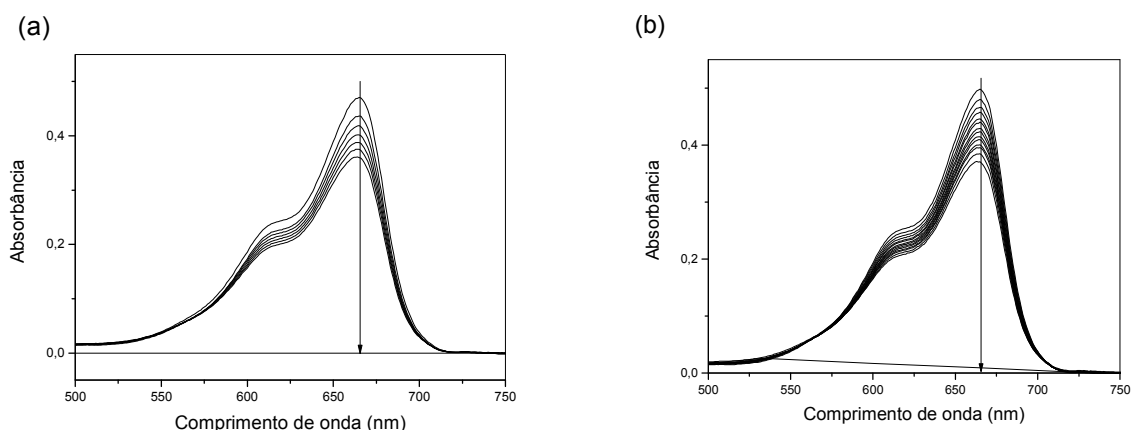 (a)
Absorbância
0,4
0,2
0,0
500 550 600 650 700 750
Comprimento de onda (nm)
(b)
Absorbância
0,4
0,2
0,0
500 550 600 650 700 750
Comprimento de onda (nm)